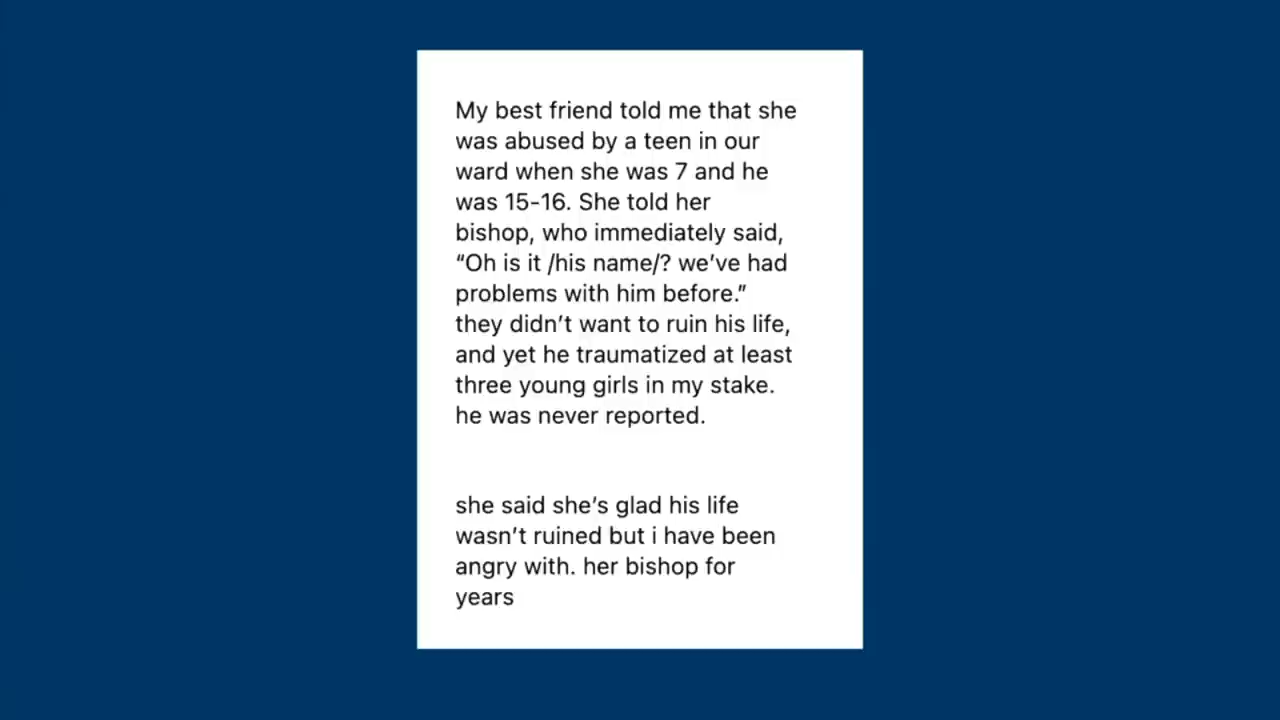 My best friend told me that she
was abused by a teen in our
ward when she was 7 and he
was 15-16. She told her
bishop, who immediately said,
“Oh is it /his name/? we’ve had
problems with him before.”
they didn’t want to ruin his life,
and yet he traumatized at least
three young girls in my stake.
he was never reported.
she said she’s glad his life
wasn’t ruined but i have been
angry with. her bishop for
years